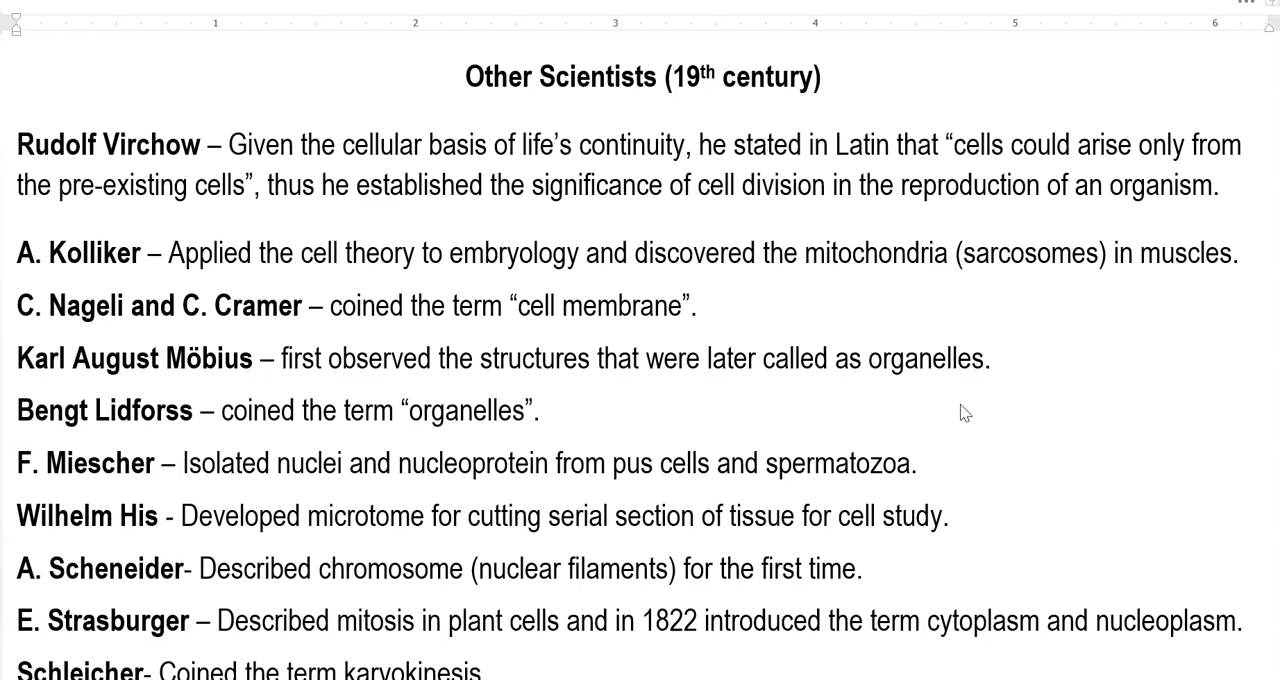 1 2 3 4 5 6
Other Scientists (19th century)
Rudolf Virchow – Given the cellular basis of life’s continuity, he stated in Latin that “cells could arise only from
the pre-existing cells”, thus he established the significance of cell division in the reproduction of an organism.
A. Kolliker – Applied the cell theory to embryology and discovered the mitochondria (sarcosomes) in muscles.
C. Nageli and C. Cramer – coined the term “cell membrane”.
Karl August Möbius – first observed the structures that were later called as organelles.
Bengt Lidforss – coined the term “organelles”.
F. Miescher – Isolated nuclei and nucleoprotein from pus cells and spermatozoa.
Wilhelm His - Developed microtome for cutting serial section of tissue for cell study.
A. Scheneider- Described chromosome (nuclear filaments) for the first time.
E. Strasburger – Described mitosis in plant cells and in 1822 introduced the term cytoplasm and nucleoplasm.
Schleicher- Coined the term karyokinesis